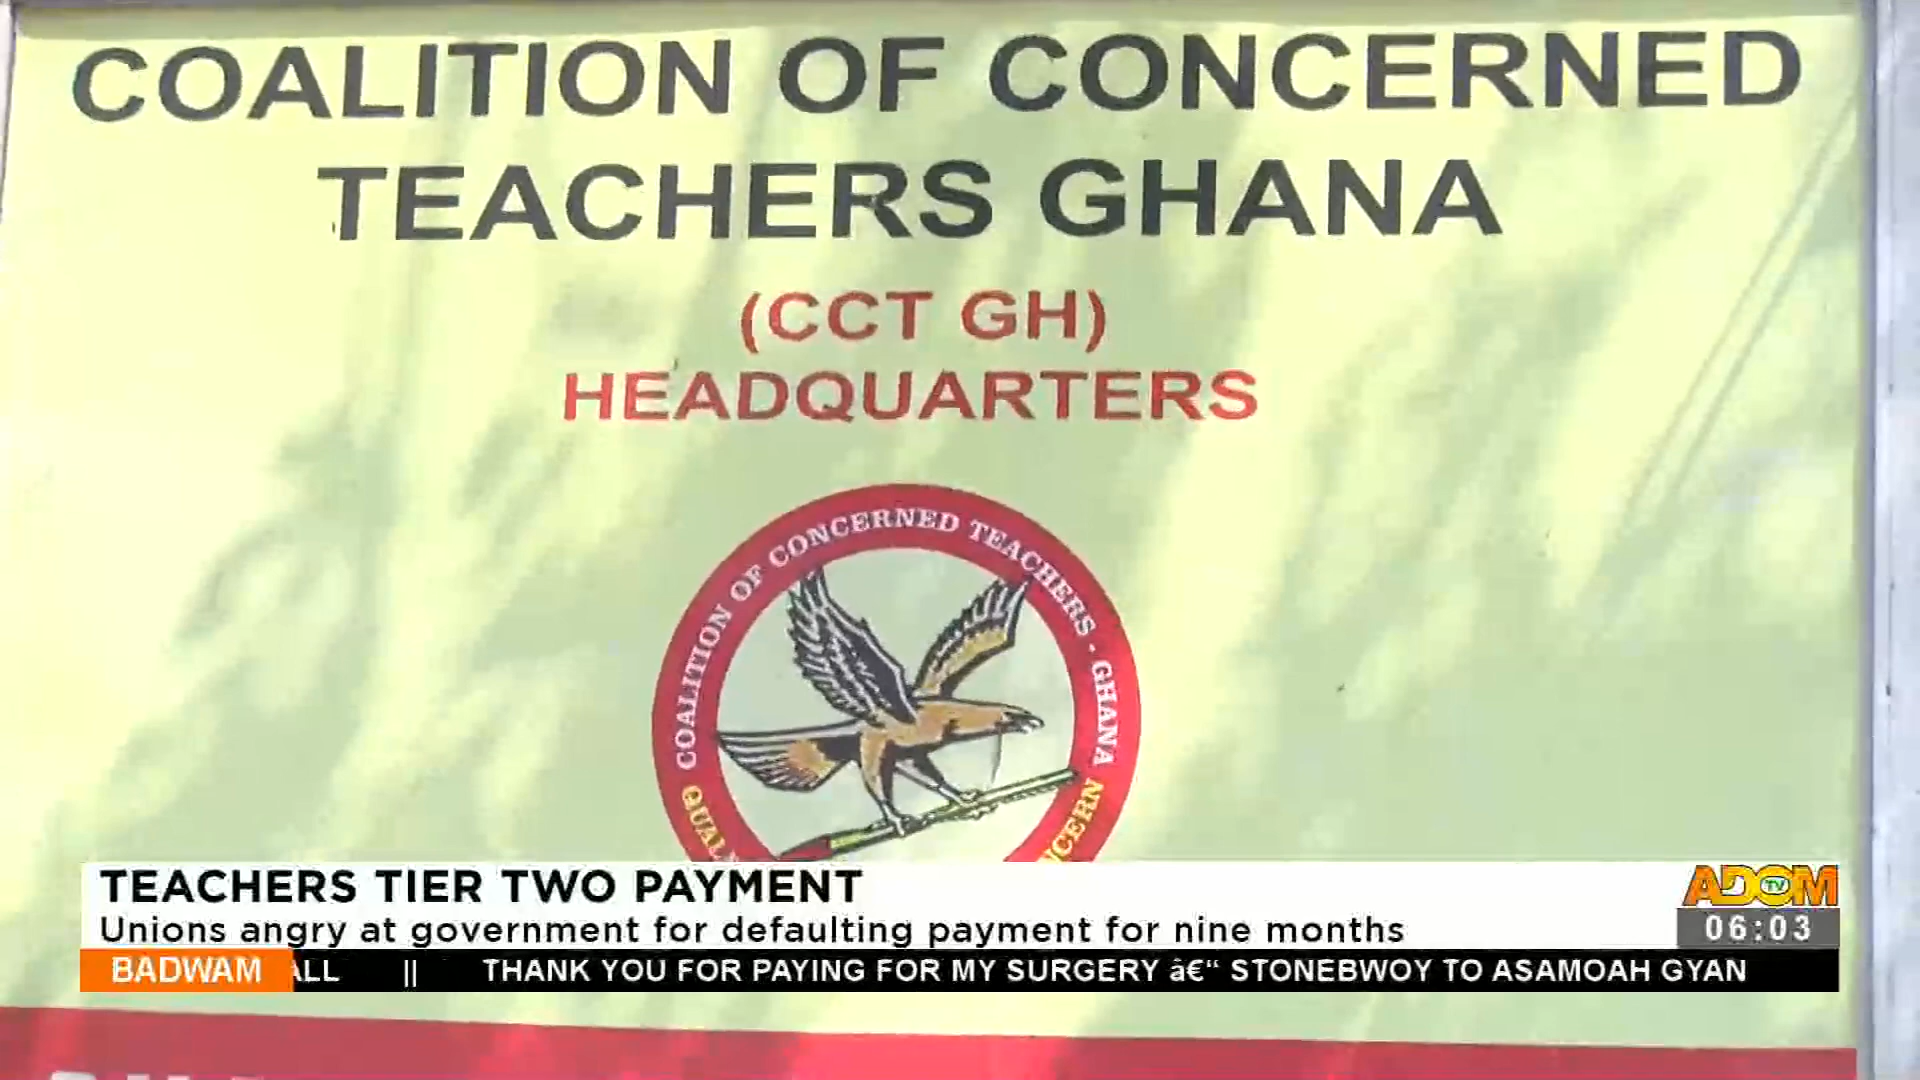 COALITION OF CONCERNED
TEACHERS GHANA
(CCT GH)
HEADQUARTERS
COALITION OF CONCERNED TEACHERS - GHANA
TEACHERS TIER TWO PAYMENT
Unions angry at government for defaulting payment for nine months
ADOM TV
06:03
BADWAM ALL || THANK YOU FOR PAYING FOR MY SURGERY â€“ STONEBWOY TO ASAMOAH GYAN